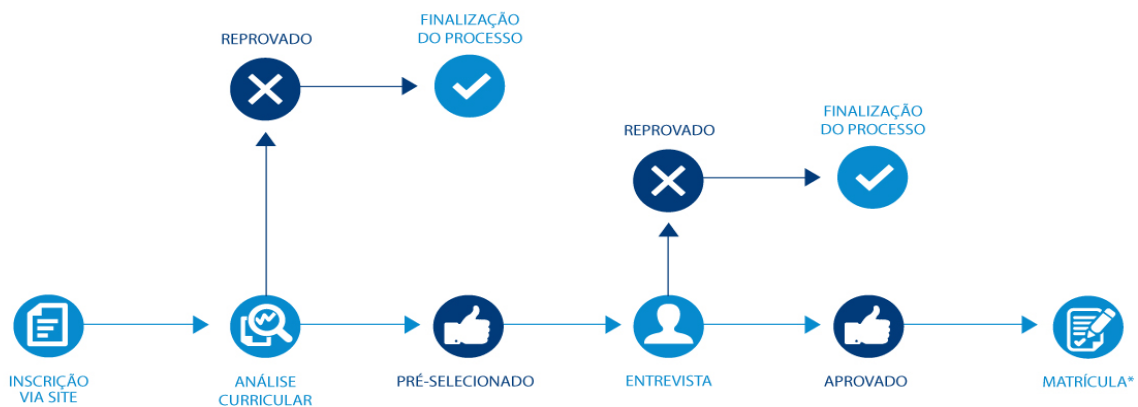 FINALIZAÇÃO
DO PROCESSO
REPROVADO
FINALIZAÇÃO
DO PROCESSO
REPROVADO
INSCRIÇÃO
VIA SITE
ANÁLISE
CURRICULAR
PRÉ-SELECIONADO
ENTREVISTA
APROVADO
MATRÍCULA*